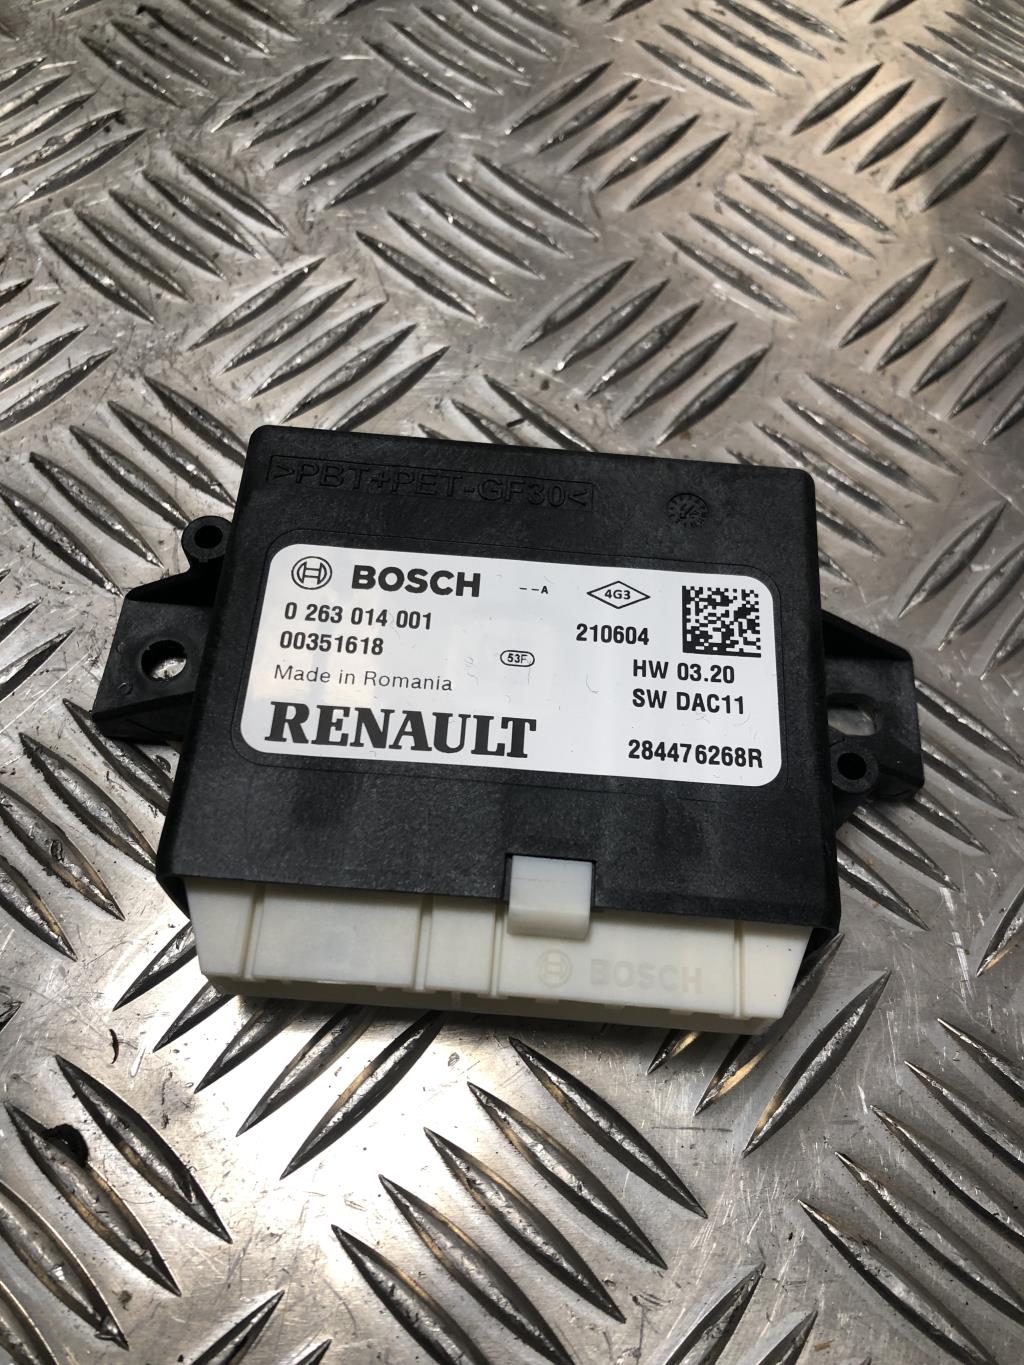 >PBT+PET-GF30<
BOSCH --A 4G3
0 263 014 001 210604
00351618 53F HW 03.20
Made in Romania SW DAC11
RENAULT 284476268R
BOSCH